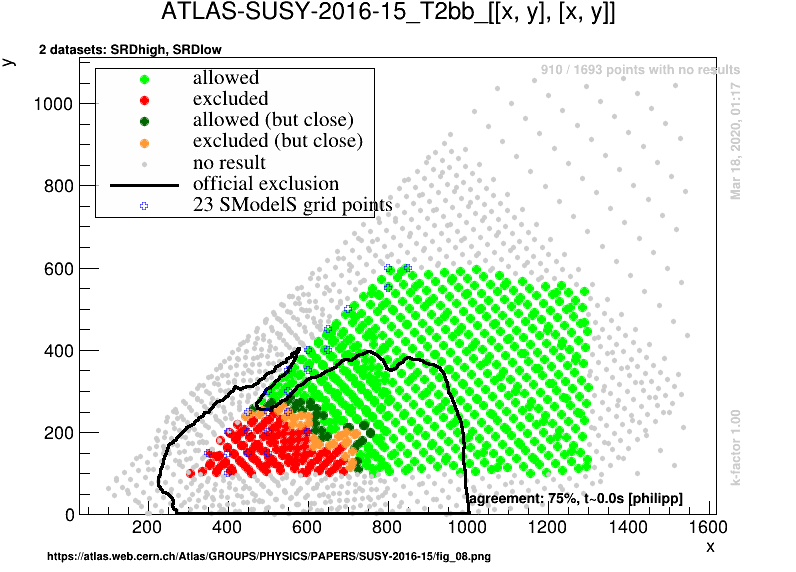 ATLAS-SUSY-2016-15_T2bb_[[x, y], [x, y]]
2 datasets: SRDhigh, SRDlow
y
910 / 1693 points with no results
allowed
excluded
allowed (but close)
excluded (but close)
no result
official exclusion
23 SModelS grid points
Mar 18, 2020, 01:17
k-factor 1.00
1000
800
600
400
200
0
agreement: 75%, t~0.0s [philipp]
200 400 600 800 1000 1200 1400 1600
x
https://atlas.web.cern.ch/Atlas/GROUPS/PHYSICS/PAPERS/SUSY-2016-15/fig_08.png